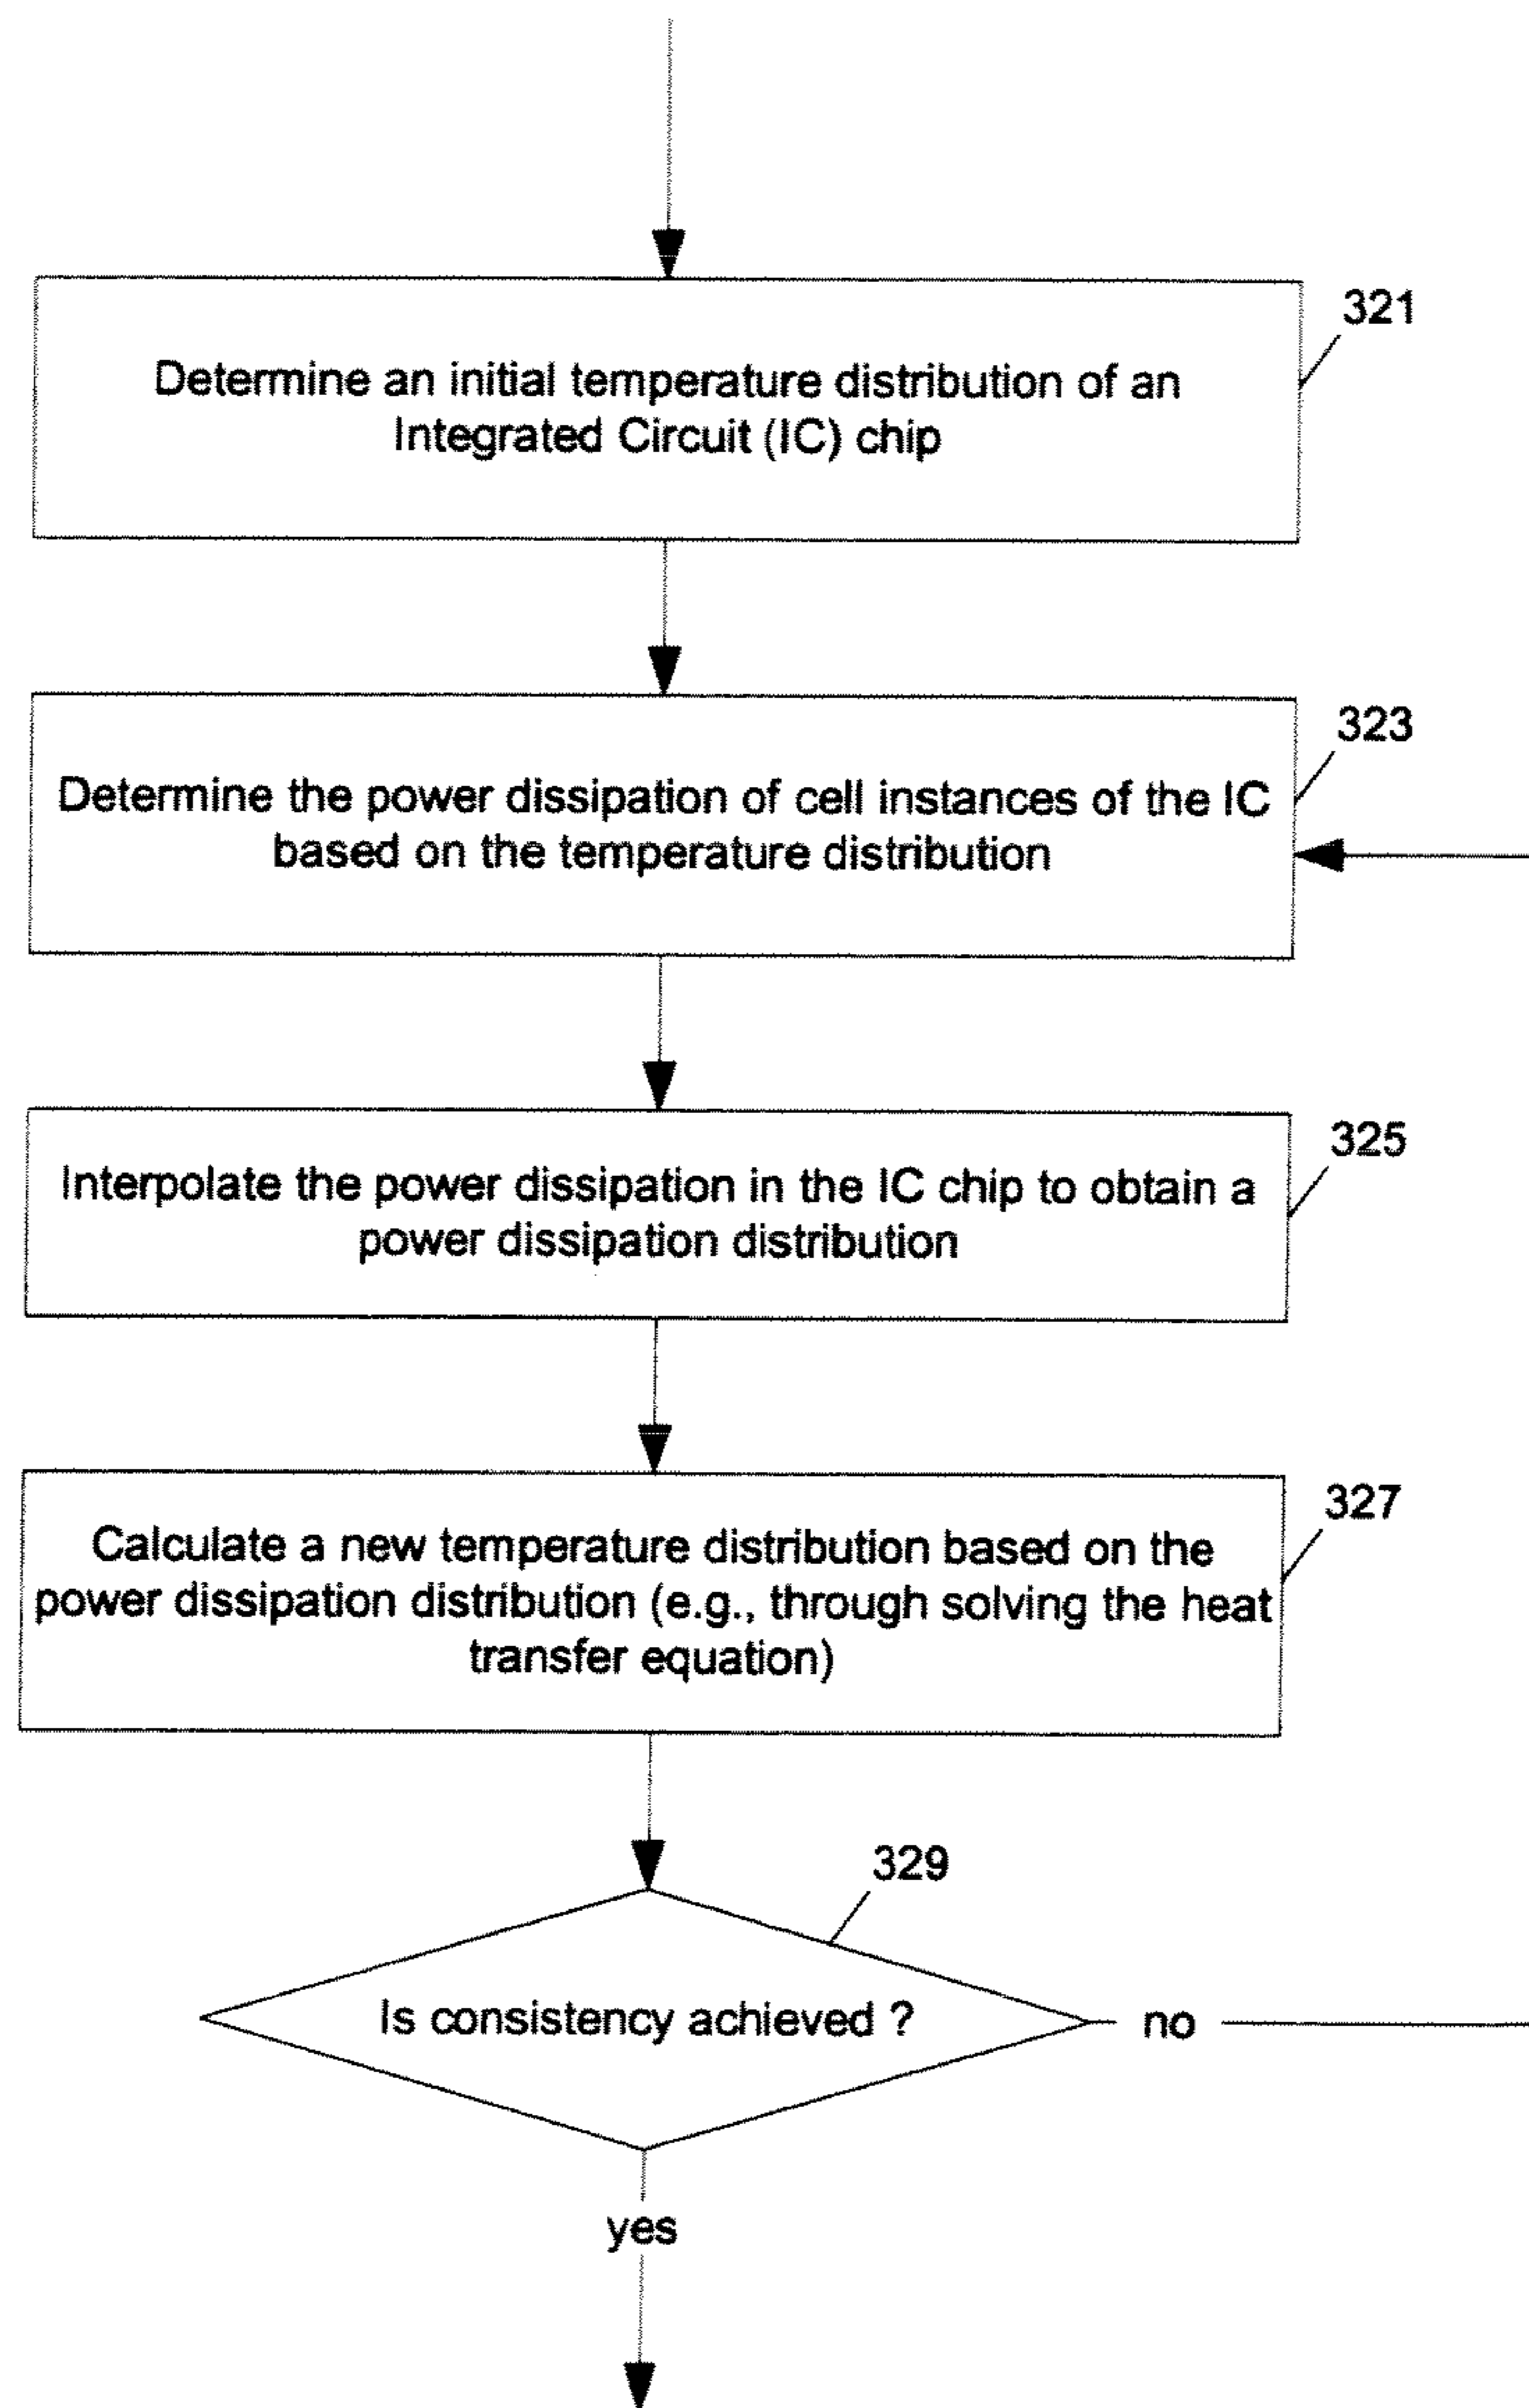 321
Determine an initial temperature distribution of an
Integrated Circuit (IC) chip
323
Determine the power dissipation of cell instances of the IC
based on the temperature distribution
325
Interpolate the power dissipation in the IC chip to obtain a
power dissipation distribution
327
Calculate a new temperature distribution based on the
power dissipation distribution (e.g., through solving the heat
transfer equation)
329
Is consistency achieved ?
no
yes